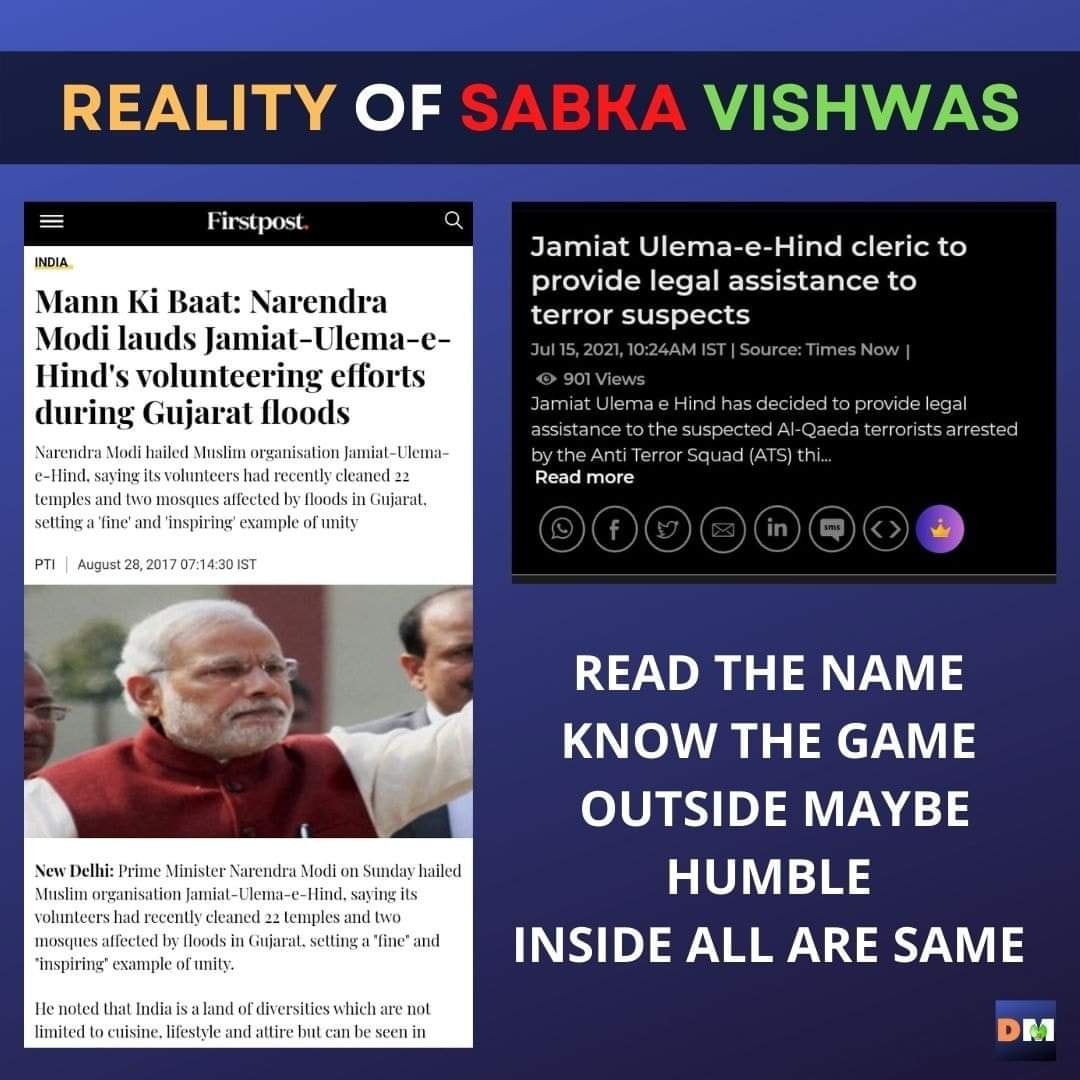 REALITY OF SABKA VISHWAS
Firstpost.
INDIA
Mann Ki Baat: Narendra
Modi lauds Jamiat-Ulema-e-
Hind's volunteering efforts
during Gujarat floods
Narendra Modi hailed Muslim organisation Jamiat-Ulema-
e-Hind, saying its volunteers had recently cleaned 22
temples and two mosques affected by floods in Gujarat,
setting a 'fine' and 'inspiring' example of unity
PTI | August 28, 2017 07:14:30 IST
New Delhi: Prime Minister Narendra Modi on Sunday hailed
Muslim organisation Jamiat-Ulema-e-Hind, saying its
volunteers had recently cleaned 22 temples and two
mosques affected by floods in Gujarat, setting a "fine" and
"inspiring" example of unity.
He noted that India is a land of diversities which are not
limited to cuisine, lifestyle and attire but can be seen in
Jamiat Ulema-e-Hind cleric to
provide legal assistance to
terror suspects
Jul 15, 2021, 10:24AM IST | Source: Times Now |
901 Views
Jamiat Ulema e Hind has decided to provide legal
assistance to the suspected Al-Qaeda terrorists arrested
by the Anti Terror Squad (ATS) thi...
Read more
f
in
sms
READ THE NAME
KNOW THE GAME
OUTSIDE MAYBE
HUMBLE
INSIDE ALL ARE SAME
DM